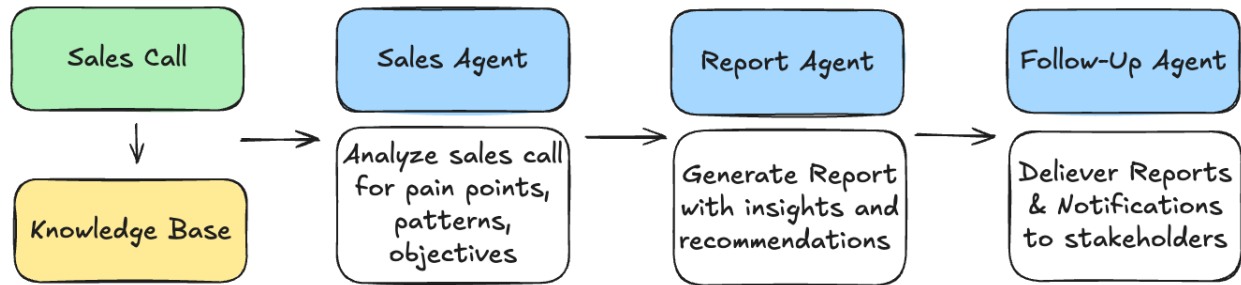 Sales Call
Knowledge Base
Sales Agent
Analyze sales call
for pain points,
patterns,
objectives
Report Agent
Generate Report
with insights and
recommendations
Follow-Up Agent
Deliever Reports
& Notifications
to stakeholders